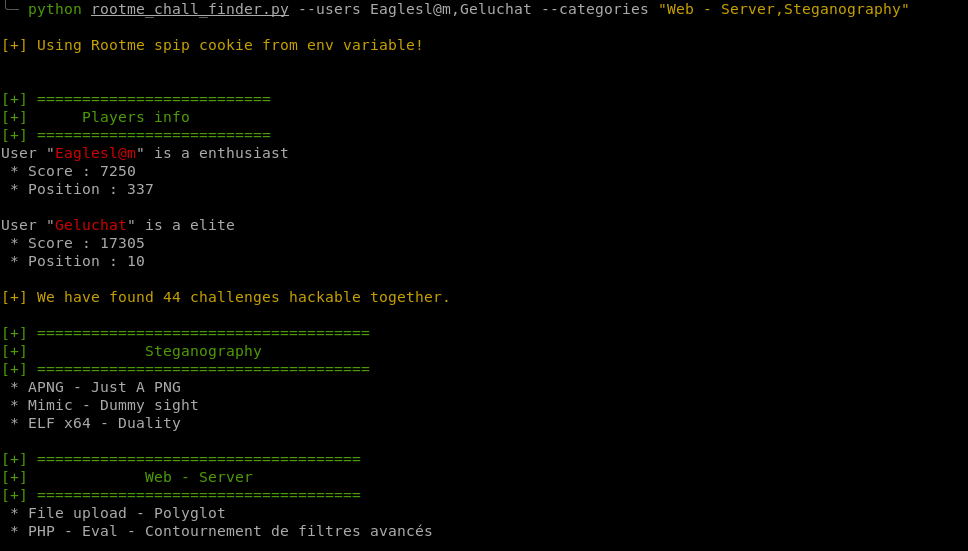 python rootme_chall_finder.py --users Eaglesl@m,Geluchat --categories "Web - Server,Steganography"
[+] Using Rootme spip cookie from env variable!
[+] ==========================
[+]      Players info
[+] ==========================
User "Eaglesl@m" is a enthusiast
 * Score : 7250
 * Position : 337
User "Geluchat" is a elite
 * Score : 17305
 * Position : 10
[+] We have found 44 challenges hackable together.
[+] =====================================
[+]             Steganography
[+] =====================================
 * APNG - Just A PNG
 * Mimic - Dummy sight
 * ELF x64 - Duality
[+] ====================================
[+]             Web - Server
[+] ====================================
 * File upload - Polyglot
 * PHP - Eval - Contournement de filtres avancés